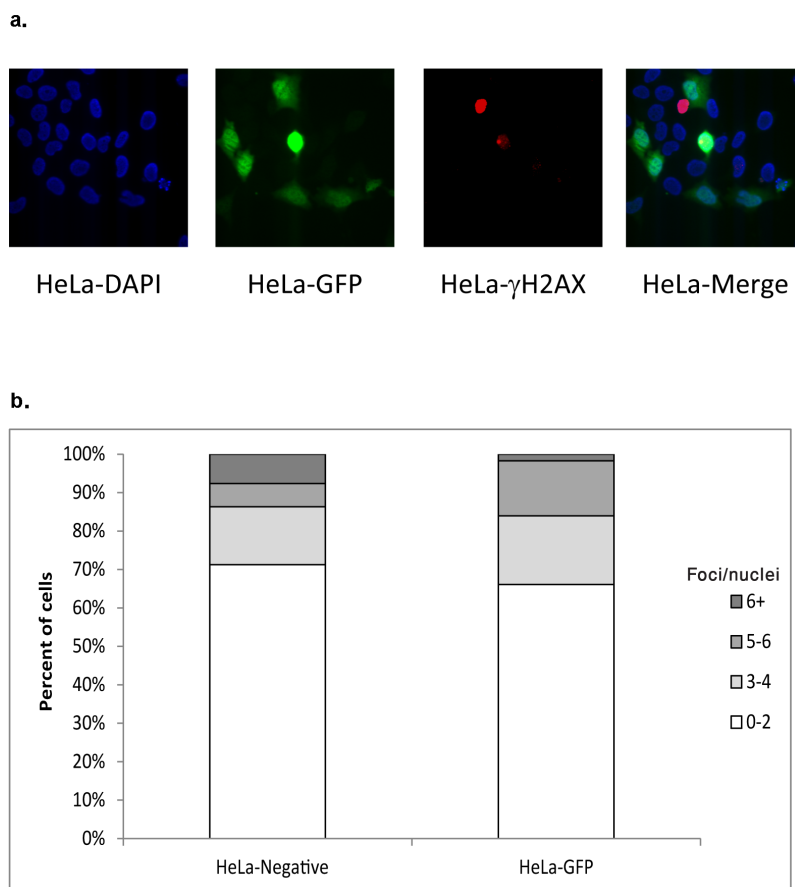 a.
HeLa-DAPI HeLa-GFP HeLa-γH2AX HeLa-Merge
b.
100%
90%
80%
70%
60%
50%
40%
30%
20%
10%
0%
Percent of cells
HeLa-Negative HeLa-GFP
Foci/nuclei
6+
5-6
3-4
0-2